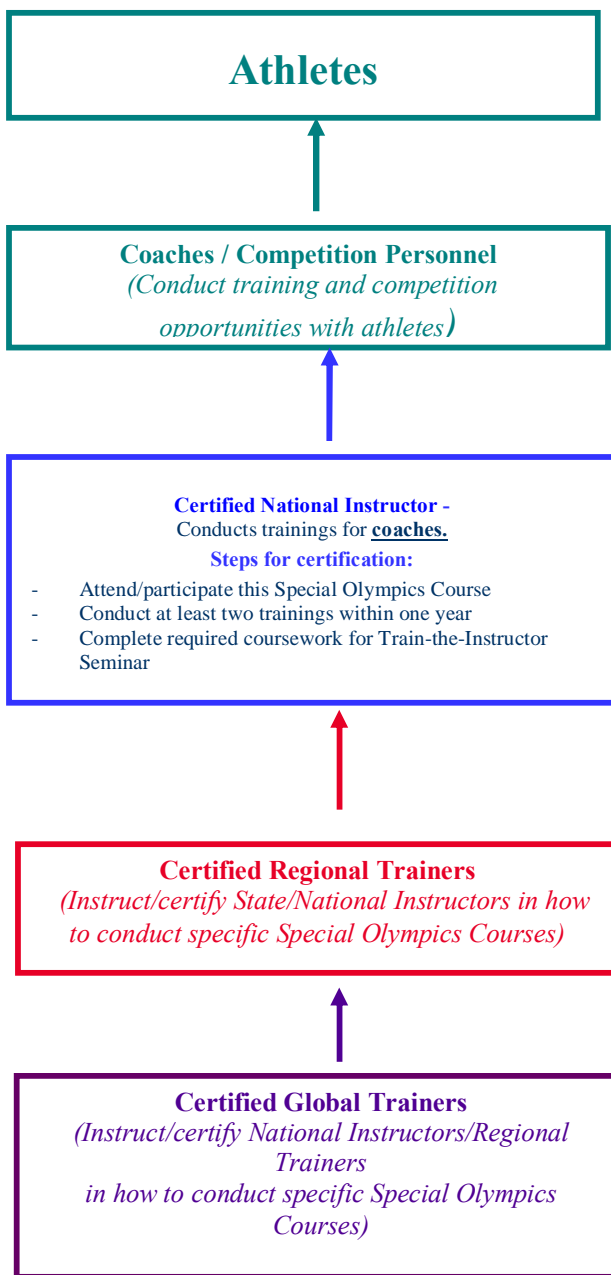 Athletes
Coaches / Competition Personnel
(Conduct training and competition
opportunities with athletes)
Certified National Instructor -
Conducts trainings for coaches.
Steps for certification:
- Attend/participate this Special Olympics Course
- Conduct at least two trainings within one year
- Complete required coursework for Train-the-Instructor
Seminar
Certified Regional Trainers
(Instruct/certify State/National Instructors in how
to conduct specific Special Olympics Courses)
Certified Global Trainers
(Instruct/certify National Instructors/Regional
Trainers
in how to conduct specific Special Olympics
Courses)